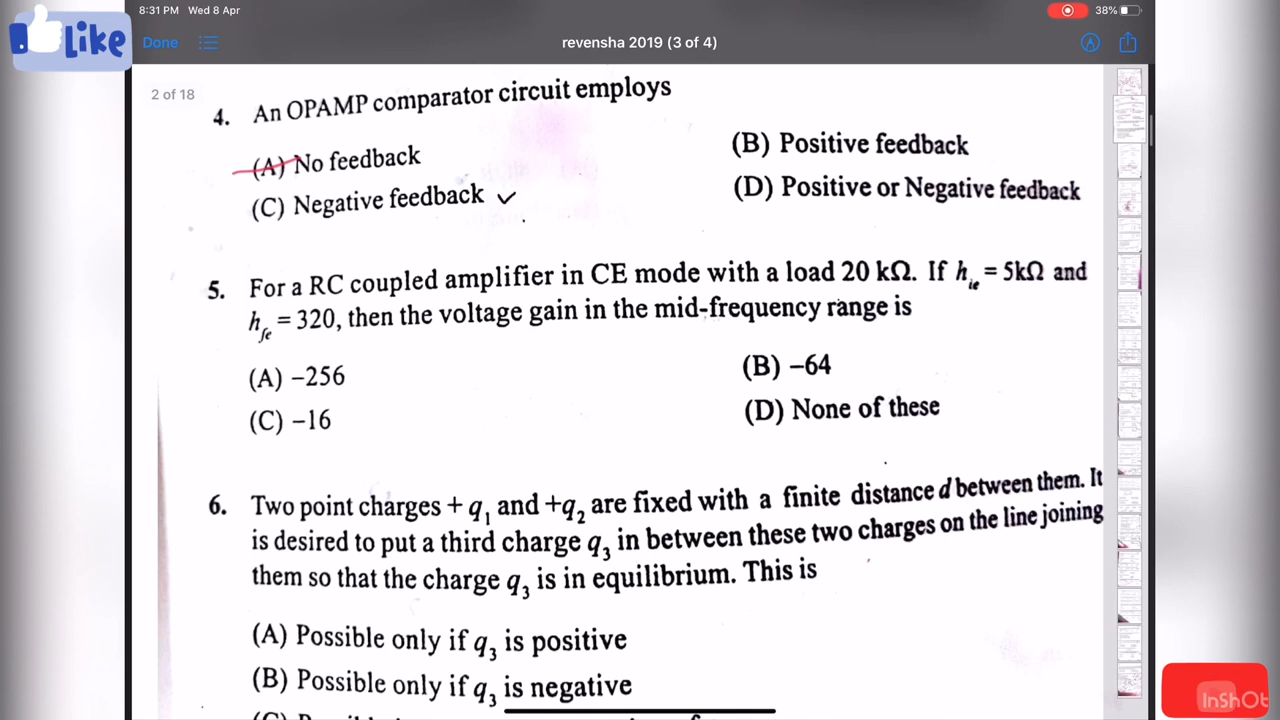 8:31 PM Wed 8 Apr
38%
Like
Done
revensha 2019 (3 of 4)
2 of 18
4. An OPAMP comparator circuit employs
(A) No feedback
(B) Positive feedback
(C) Negative feedback ✓
(D) Positive or Negative feedback
5. For a RC coupled amplifier in CE mode with a load 20 kΩ. If h_ie = 5kΩ and
h_fe = 320, then the voltage gain in the mid-frequency range is
(A) –256
(B) –64
(C) –16
(D) None of these
6. Two point charges + q₁ and +q₂ are fixed with a finite distance d between them. It
is desired to put a third charge q₃ in between these two charges on the line joining
them so that the charge q₃ is in equilibrium. This is
(A) Possible only if q₃ is positive
(B) Possible only if q₃ is negative
InShOt